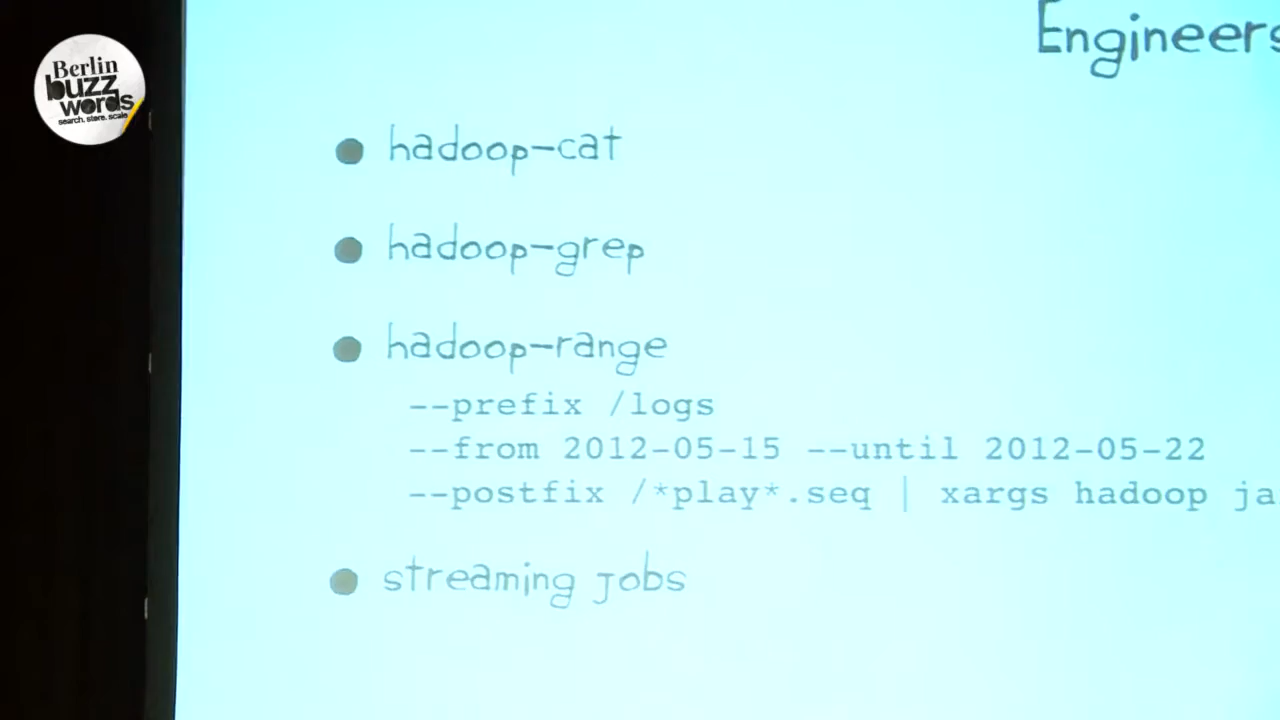 Berlin
buzz
words
search. store. scale
Engineers
hadoop-cat
hadoop-grep
hadoop-range
--prefix /logs
--from 2012-05-15 --until 2012-05-22
--postfix /*play*.seq | xargs hadoop ja
streaming jobs